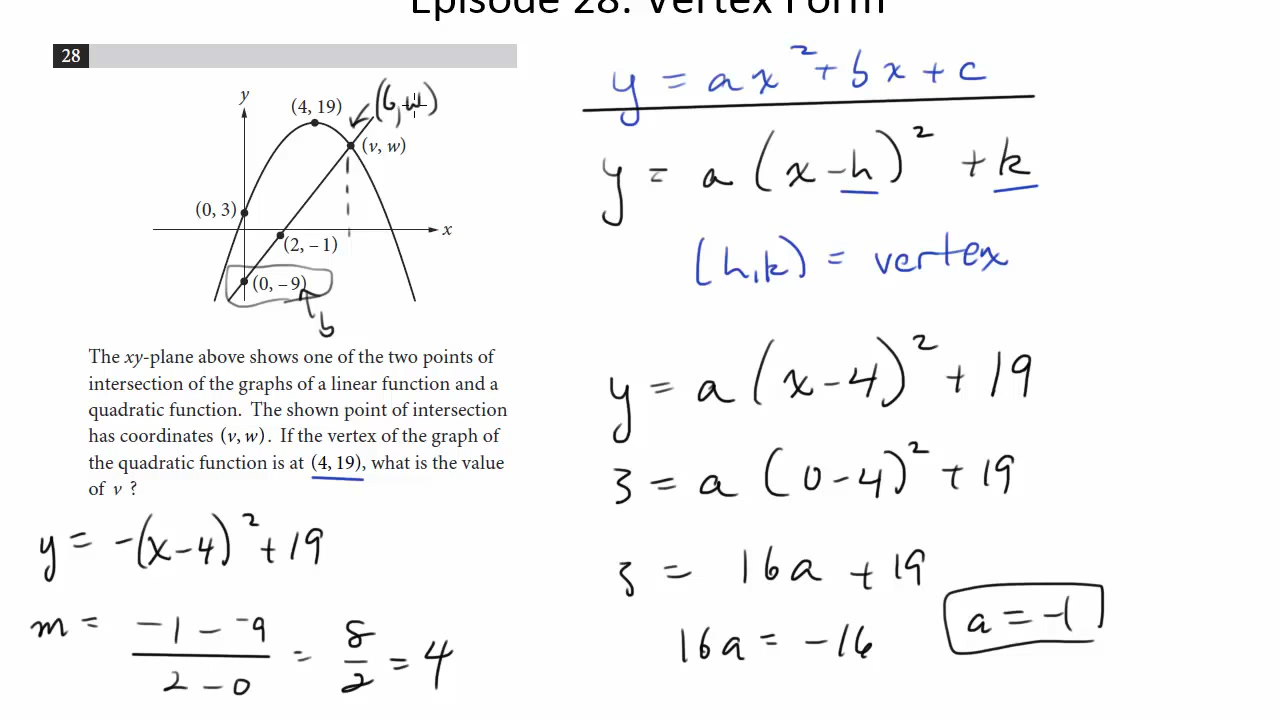 Episode 28: Vertex Form
28
y
(4, 19)
(6, w)
(v, w)
(0, 3)
x
(2, – 1)
(0, – 9)
b
The xy-plane above shows one of the two points of
intersection of the graphs of a linear function and a
quadratic function. The shown point of intersection
has coordinates (v, w). If the vertex of the graph of
the quadratic function is at (4, 19), what is the value
of v ?
y = -(x-4)² + 19
m = (-1 - -9)/(2 - 0) = 8/2 = 4
y = ax² + bx + c
y = a(x-h)² + k
(h,k) = vertex
y = a(x-4)² + 19
3 = a(0-4)² + 19
3 = 16a + 19
16a = -16
a = -1